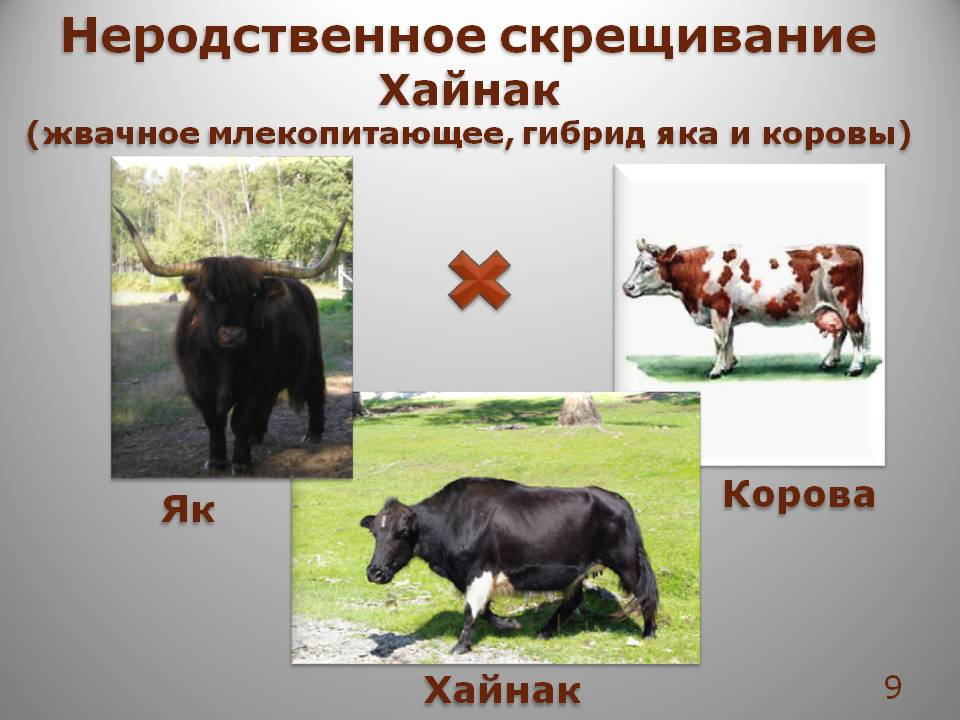 Неродственное скрещивание
Хайнак
(жвачное млекопитающее, гибрид яка и коровы)
Як
Корова
Хайнак
9